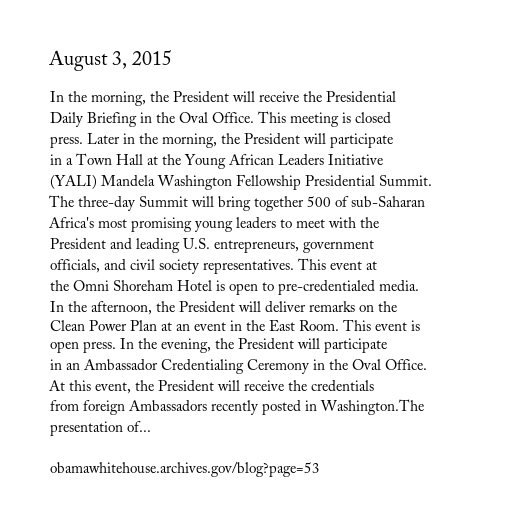 August 3, 2015
In the morning, the President will receive the Presidential
Daily Briefing in the Oval Office. This meeting is closed
press. Later in the morning, the President will participate
in a Town Hall at the Young African Leaders Initiative
(YALI) Mandela Washington Fellowship Presidential Summit.
The three-day Summit will bring together 500 of sub-Saharan
Africa's most promising young leaders to meet with the
President and leading U.S. entrepreneurs, government
officials, and civil society representatives. This event at
the Omni Shoreham Hotel is open to pre-credentialed media.
In the afternoon, the President will deliver remarks on the
Clean Power Plan at an event in the East Room. This event is
open press. In the evening, the President will participate
in an Ambassador Credentialing Ceremony in the Oval Office.
At this event, the President will receive the credentials
from foreign Ambassadors recently posted in Washington.The
presentation of...
obamawhitehouse.archives.gov/blog?page=53